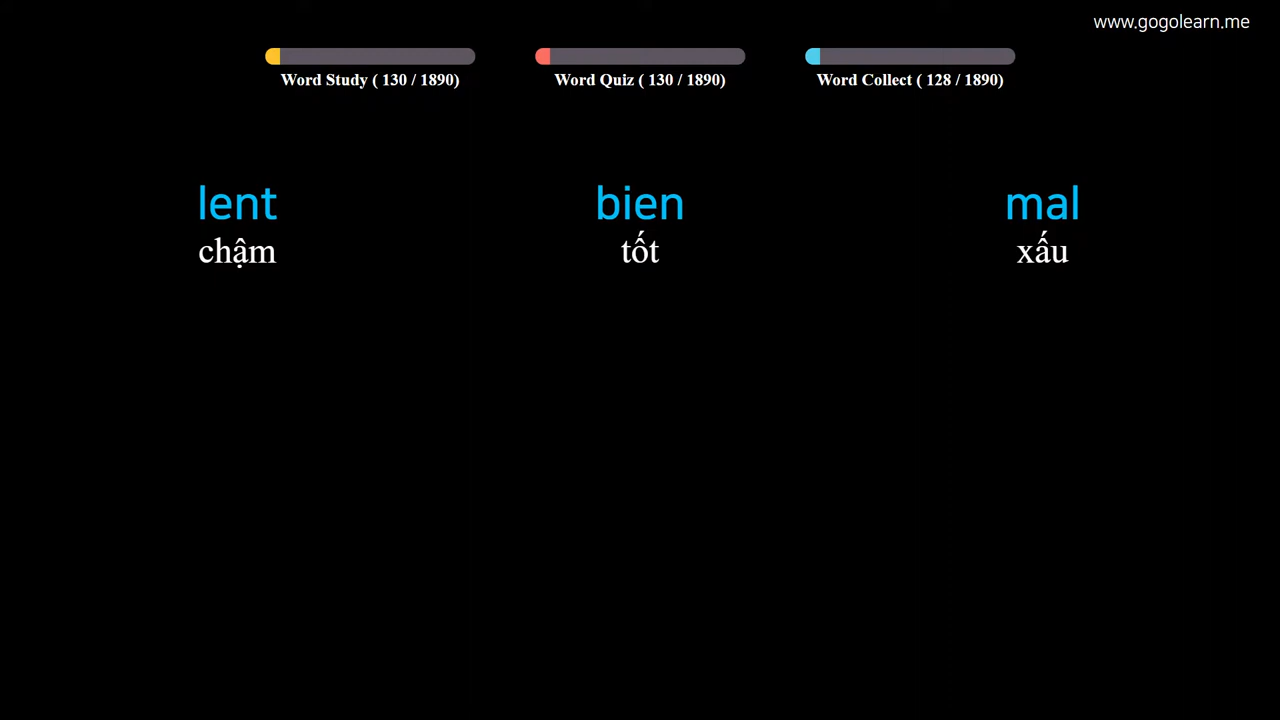 www.gogolearn.me
Word Study ( 130 / 1890)
Word Quiz ( 130 / 1890)
Word Collect ( 128 / 1890)
lent
bien
mal
chậm
tốt
xấu